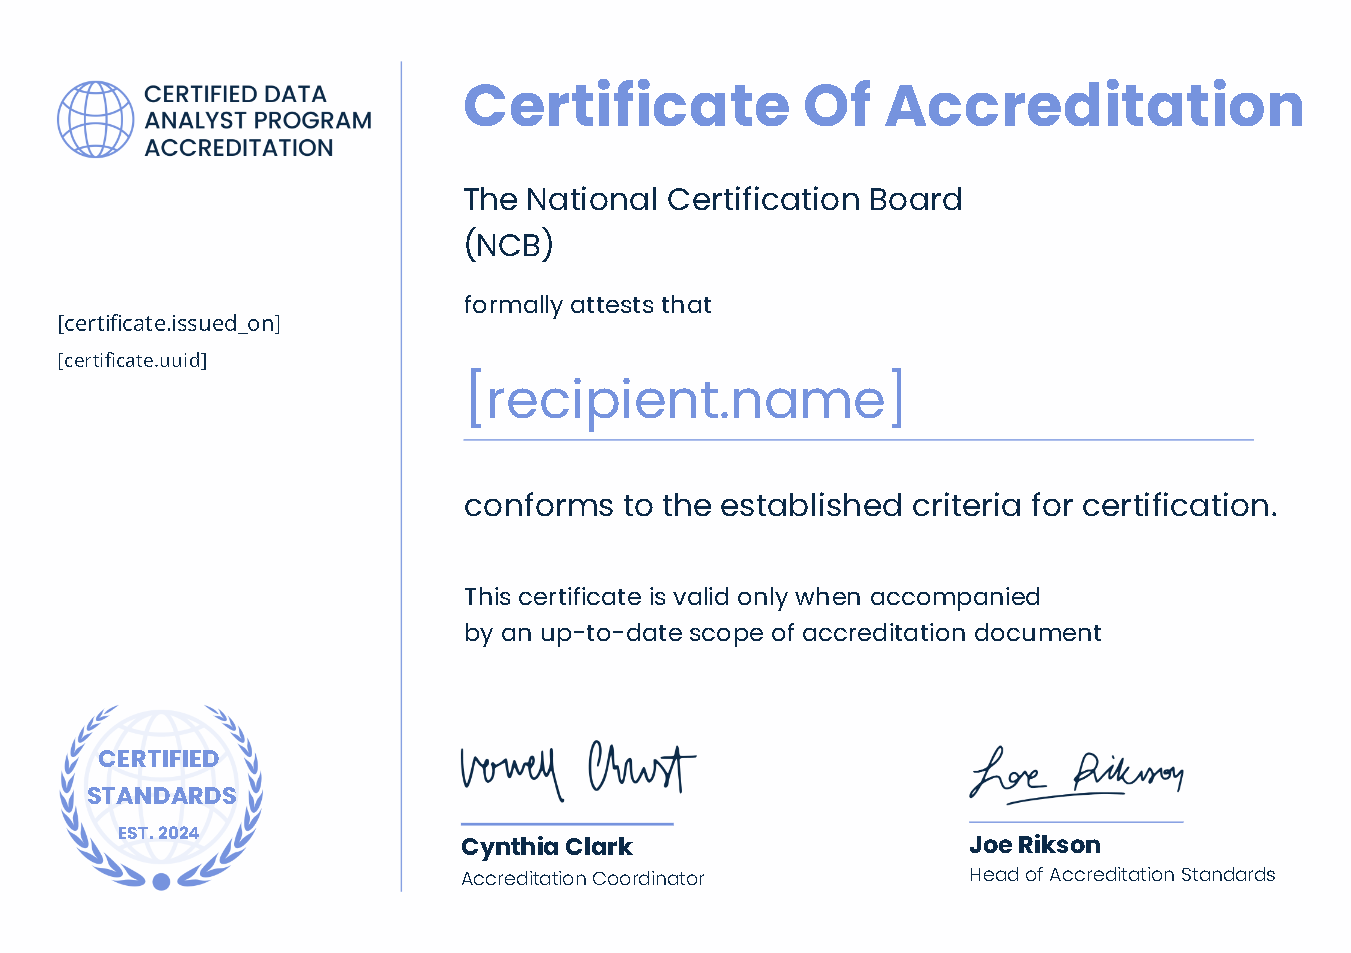 CERTIFIED DATA
ANALYST PROGRAM
ACCREDITATION
[certificate.issued_on]
[certificate.uuid]
CERTIFIED
STANDARDS
EST. 2024
Certificate Of Accreditation
The National Certification Board
(NCB)
formally attests that
[recipient.name]
conforms to the established criteria for certification.
This certificate is valid only when accompanied
by an up-to-date scope of accreditation document
Cynthia Clark
Accreditation Coordinator
Joe Rikson
Joe Rikson
Head of Accreditation Standards